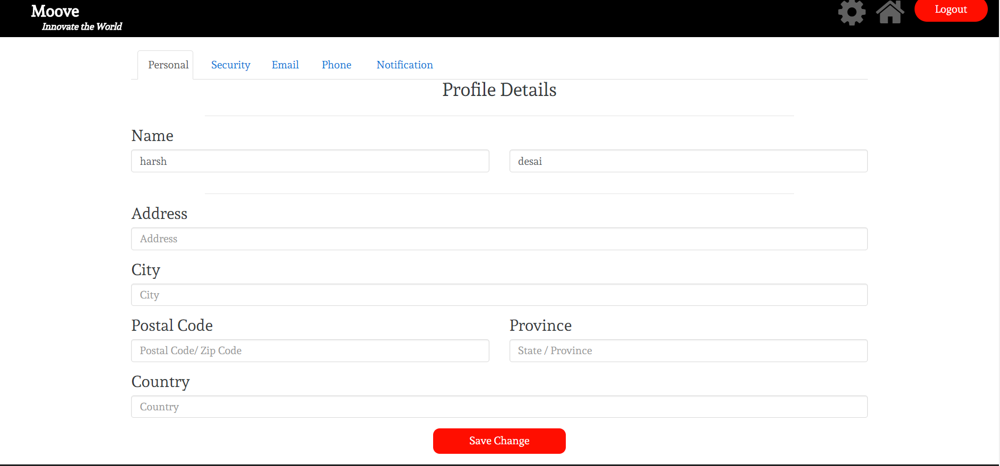 Moove
Innovate the World
Logout
Personal Security Email Phone Notification
Profile Details
Name
harsh desai
Address
Address
City
City
Postal Code Province
Postal Code/ Zip Code State / Province
Country
Country
Save Change